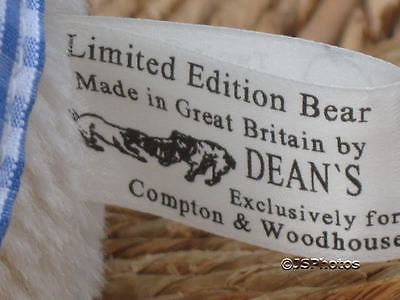 Limited Edition Bear
Made in Great Britain by
DEAN'S
Exclusively for
Compton & Woodhouse
©JSPhotos